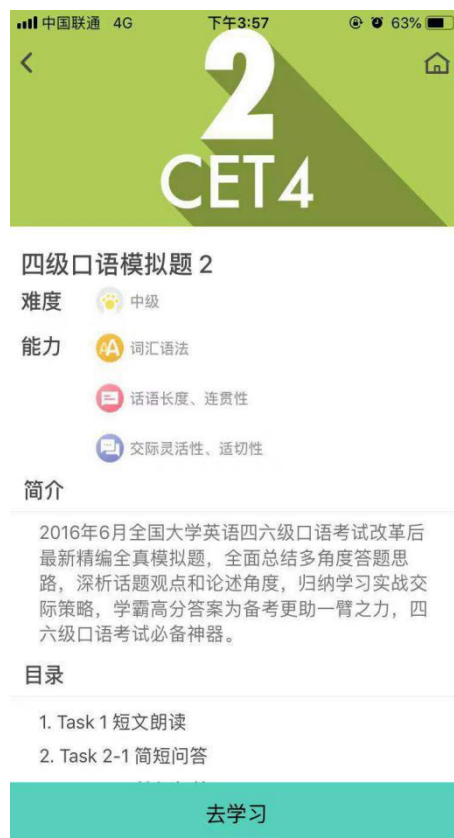 中国联通 4G 下午3:57 63%
2
CET4
四级口语模拟题 2
难度 中级
能力 词汇语法
话语长度、连贯性
交际灵活性、适切性
简介
2016年6月全国大学英语四六级口语考试改革后
最新精编全真模拟题，全面总结多角度答题思
路，深析话题观点和论述角度，归纳学习实战交
际策略，学霸高分答案为备考更助一臂之力，四
六级口语考试必备神器。
目录
1. Task 1 短文朗读
2. Task 2-1 简短问答
去学习